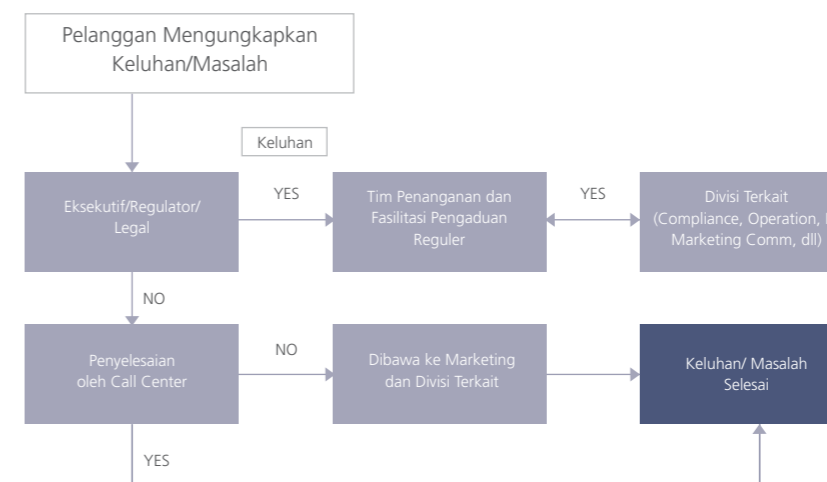 Pelanggan Mengungkapkan
Keluhan/Masalah
Keluhan
Eksekutif/Regulator/
Legal
YES
Tim Penanganan dan
Fasilitasi Pengaduan
Reguler
YES
Divisi Terkait
(Compliance, Operation,
Marketing Comm, dll)
NO
Penyelesaian
oleh Call Center
NO
Dibawa ke Marketing
dan Divisi Terkait
Keluhan/ Masalah
Selesai
YES